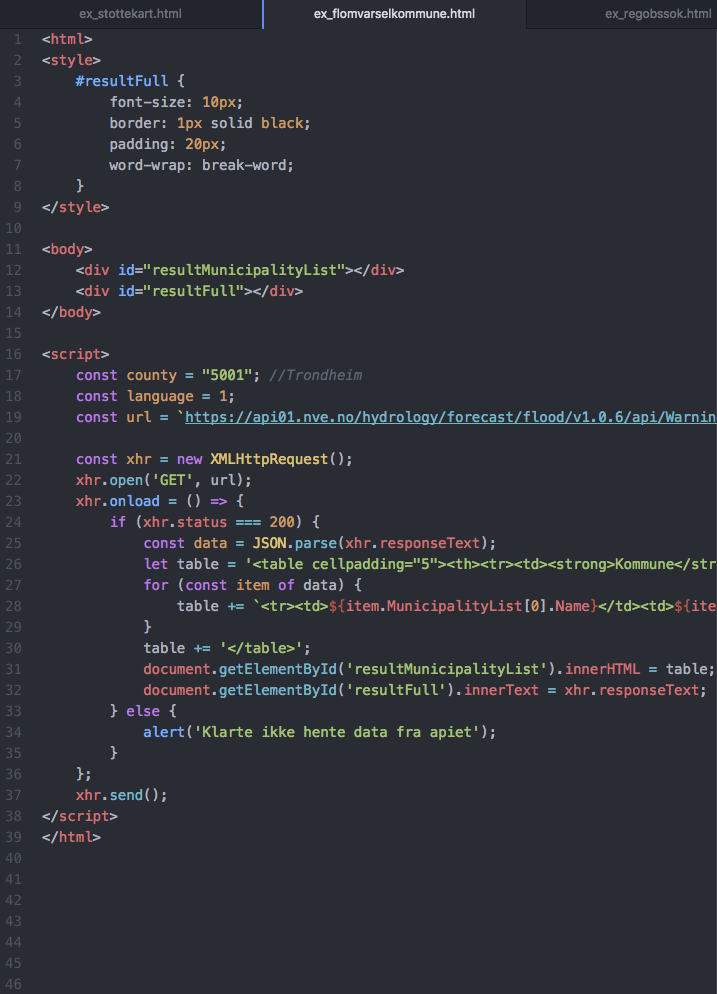 ex_stottekart.html ex_flomvarselkommune.html ex_regobssok.html
1 <html>
2 <style>
3 #resultFull {
4 font-size: 10px;
5 border: 1px solid black;
6 padding: 20px;
7 word-wrap: break-word;
8 }
9 </style>
10
11 <body>
12 <div id="resultMunicipalityList"></div>
13 <div id="resultFull"></div>
14 </body>
15
16 <script>
17 const county = "5001"; //Trondheim
18 const language = 1;
19 const url = `https://api01.nve.no/hydrology/forecast/flood/v1.0.6/api/Warnin
20
21 const xhr = new XMLHttpRequest();
22 xhr.open('GET', url);
23 xhr.onload = () => {
24 if (xhr.status === 200) {
25 const data = JSON.parse(xhr.responseText);
26 let table = '<table cellpadding="5"><th><tr><td><strong>Kommune</str
27 for (const item of data) {
28 table += `<tr><td>${item.MunicipalityList[0].Name}</td><td>${ite
29 }
30 table += '</table>';
31 document.getElementById('resultMunicipalityList').innerHTML = table;
32 document.getElementById('resultFull').innerText = xhr.responseText;
33 } else {
34 alert('Klarte ikke hente data fra apiet');
35 }
36 };
37 xhr.send();
38 </script>
39 </html>
40
41
42
43
44
45
46